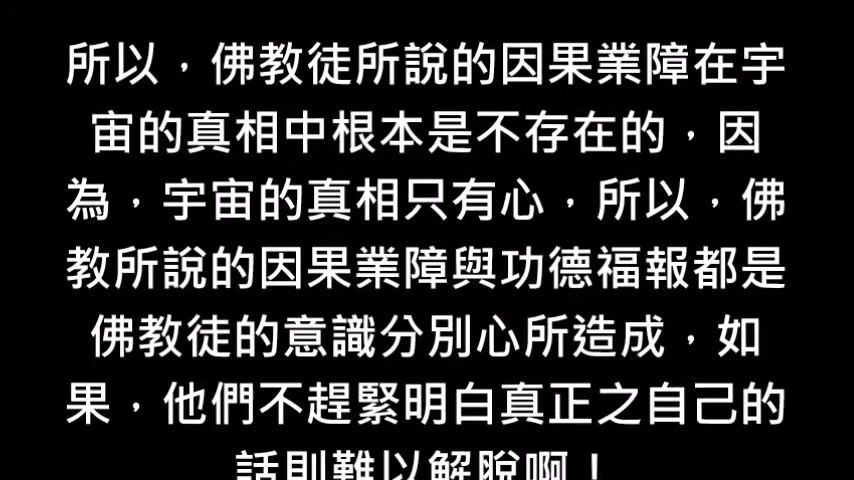 所以，佛教徒所說的因果業障在宇
宙的真相中根本是不存在的，因
為，宇宙的真相只有心，所以，佛
教所說的因果業障與功德福報都是
佛教徒的意識分別心所造成，如
果，他們不趕緊明白真正之自己的
話則難以解脫啊！